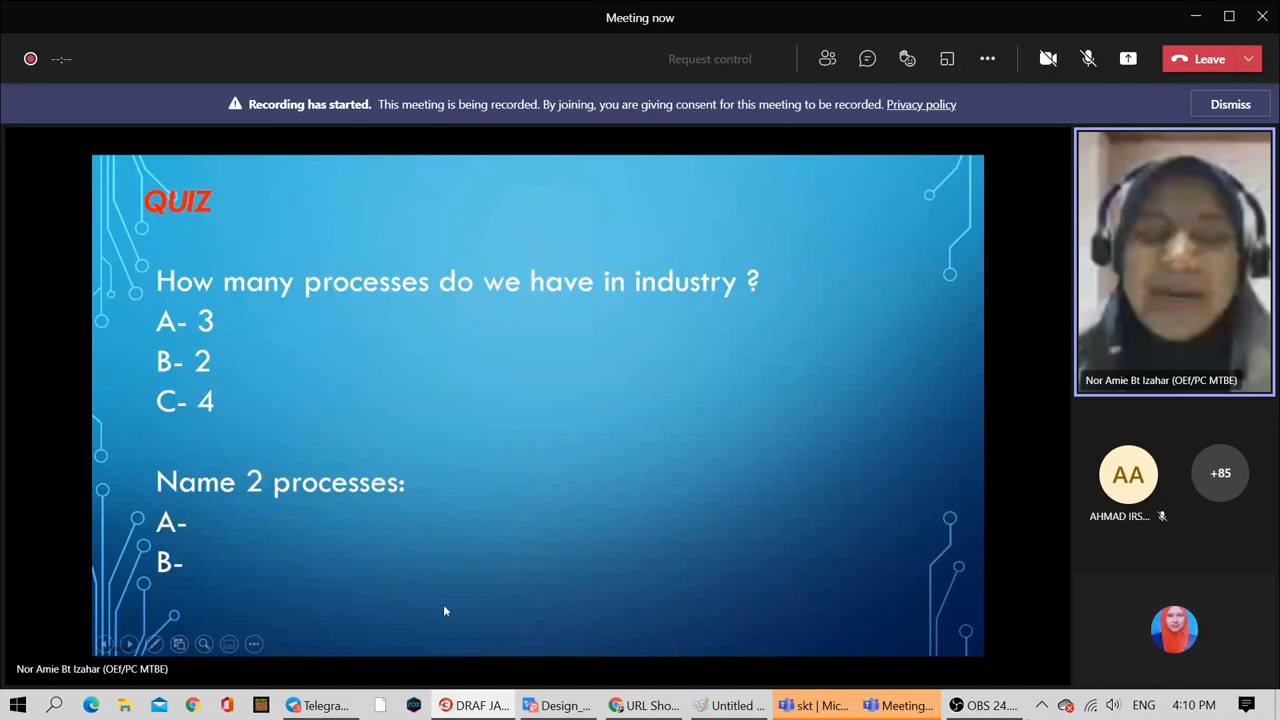 Meeting now
--:--
Request control
Leave
Recording has started. This meeting is being recorded. By joining, you are giving consent for this meeting to be recorded. Privacy policy
Dismiss
QUIZ
How many processes do we have in industry ?
A- 3
B- 2
C- 4
Name 2 processes:
A-
B-
Nor Amie Bt Izahar (OEf/PC MTBE)
AA
+85
AHMAD IRS...
Nor Amie Bt Izahar (OEf/PC MTBE)
Telegra...
DRAF JA...
Design_...
URL Sho...
Untitled ...
skt | Mic...
Meeting...
OBS 24....
ENG
4:10 PM